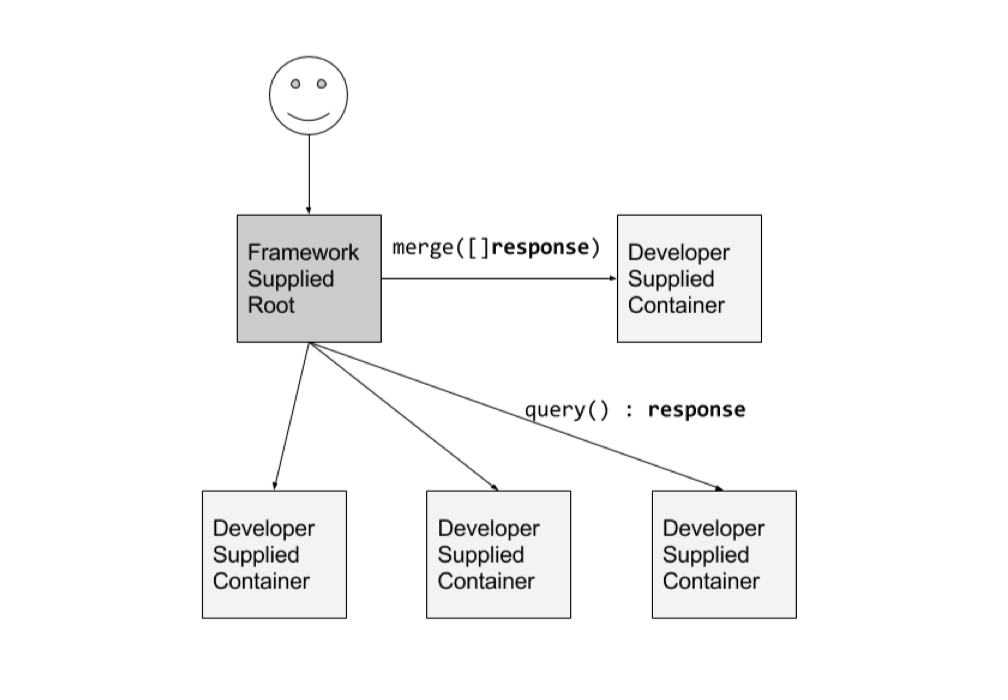 Framework
Supplied
Root
merge([]response)
Developer
Supplied
Container
query() : response
Developer
Supplied
Container
Developer
Supplied
Container
Developer
Supplied
Container